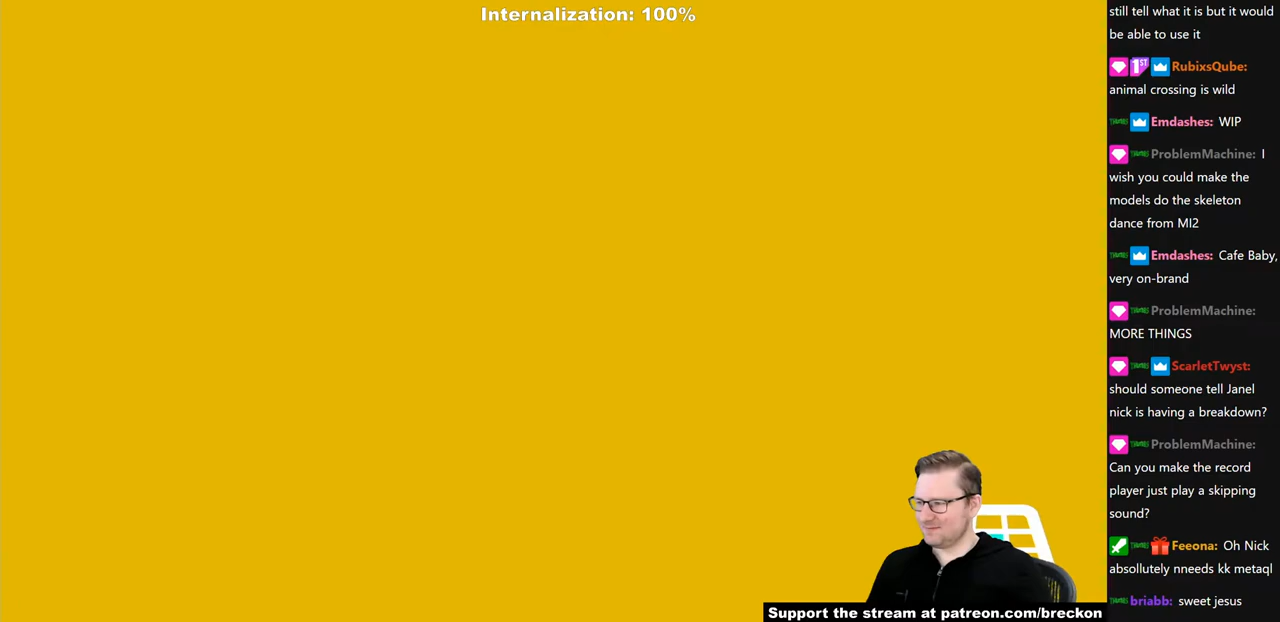 Internalization: 100%
still tell what it is but it would
be able to use it
RubixsQube:
animal crossing is wild
Emdashes: WIP
ProblemMachine: I
wish you could make the
models do the skeleton
dance from MI2
Emdashes: Cafe Baby,
very on-brand
ProblemMachine:
MORE THINGS
ScarletTwyst:
should someone tell Janel
nick is having a breakdown?
ProblemMachine:
Can you make the record
player just play a skipping
sound?
Feeona: Oh Nick
absolutely nneeds kk metaql
briabb: sweet jesus
Support the stream at patreon.com/breckon